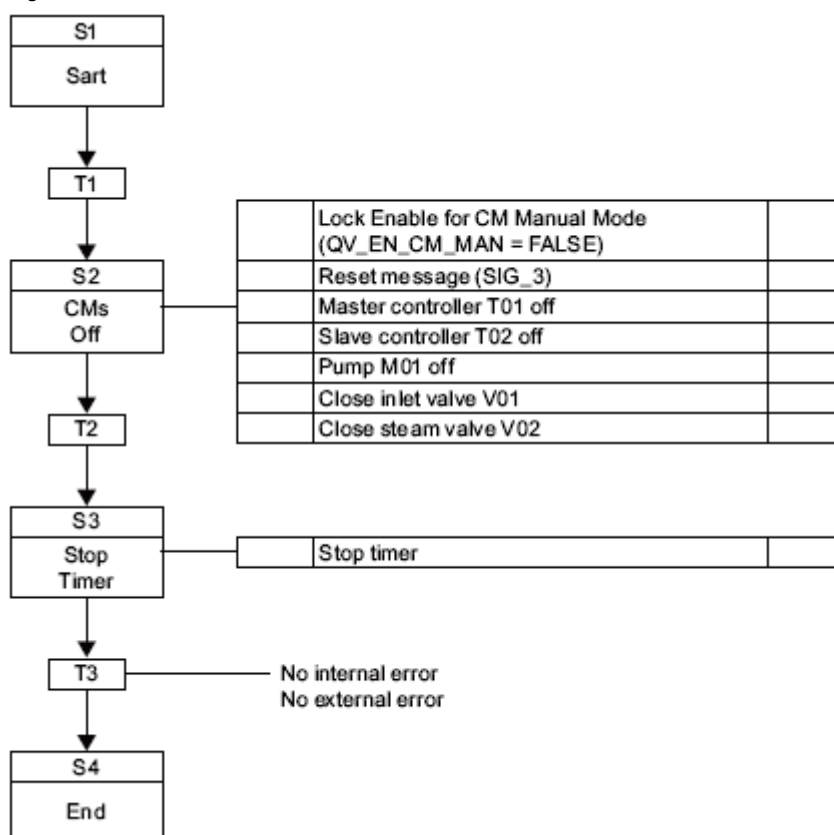 S1
Sart
T1
S2
CMs
Off
Lock Enable for CM Manual Mode
(QV_EN_CM_MAN = FALSE)
Reset message (SIG_3)
Master controller T01 off
Slave controller T02 off
Pump M01 off
Close inlet valve V01
Close steam valve V02
T2
S3
Stop
Timer
Stop timer
T3
No internal error
No external error
S4
End